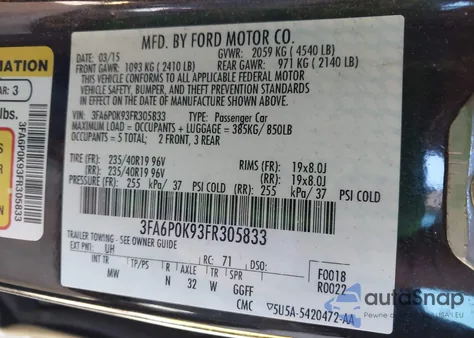 MFD. BY FORD MOTOR CO.
DATE: 03/15 GVWR: 2059 KG ( 4540 LB)
FRONT GAWR: 1093 KG ( 2410 LB) REAR GAWR: 971 KG ( 2140 LB)
THIS VEHICLE CONFORMS TO ALL APPLICABLE FEDERAL MOTOR
VEHICLE SAFETY, BUMPER, AND THEFT PREVENTION STANDARDS IN
EFFECT ON THE DATE OF MANUFACTURE SHOWN ABOVE.
VIN: 3FA6P0K93FR305833 TYPE: Passenger Car
MAXIMUM LOAD = OCCUPANTS + LUGGAGE = 385KG/ 850LB
OCCUPANTS = 5 TOTAL; 2 FRONT, 3 REAR
TIRE (FR): 235/40R19 96V RIMS (FR): 19x8.0J
(RR): 235/40R19 96V (RR): 19x8.0J
PRESSURE (FR): 255 kPa/ 37 PSI COLD (RR): 255 kPa/ 37 PSI COLD
3FA6P0K93FR305833
TRAILER TOWING - SEE OWNER GUIDE
EXT PNT: UH RC: 71 DSO: F0018
INT TR TP/PS R AXLE TR SPR R0022
MW N 32 W GGFF
CMC 5U5A-5420472-AA
MATION
AR: 3
lbs.
3FA6P0K93FR305833
autoSnap